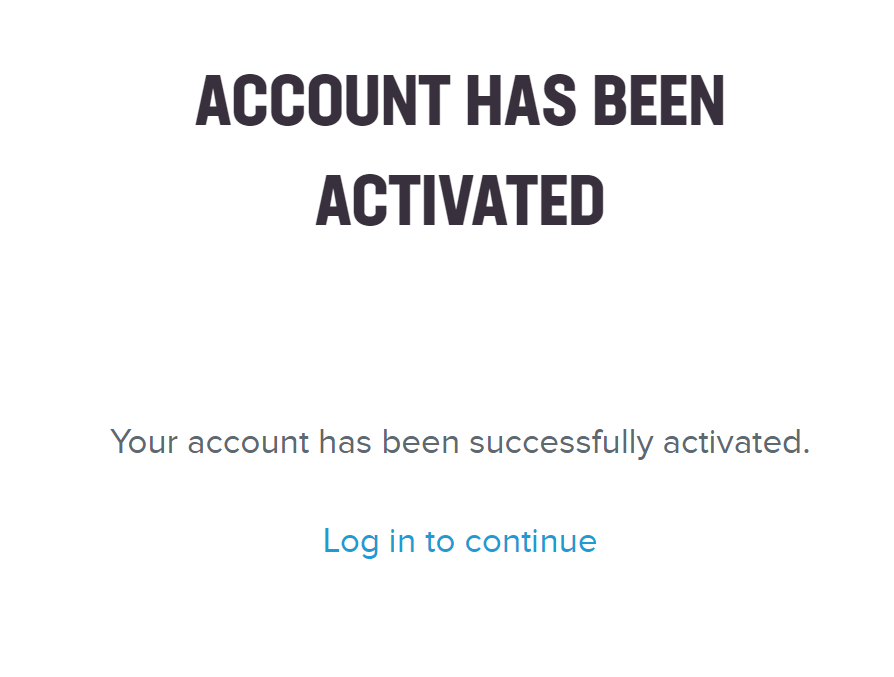 ACCOUNT HAS BEEN
ACTIVATED
Your account has been successfully activated.
Log in to continue